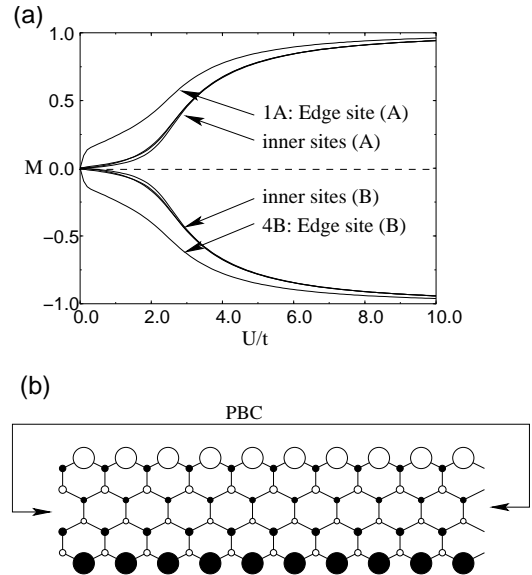 (a)
1.0
0.5
M 0.0
−0.5
−1.0
1A: Edge site (A)
inner sites (A)
inner sites (B)
4B: Edge site (B)
0.0 2.0 4.0 6.0 8.0 10.0
U/t
(b)
PBC